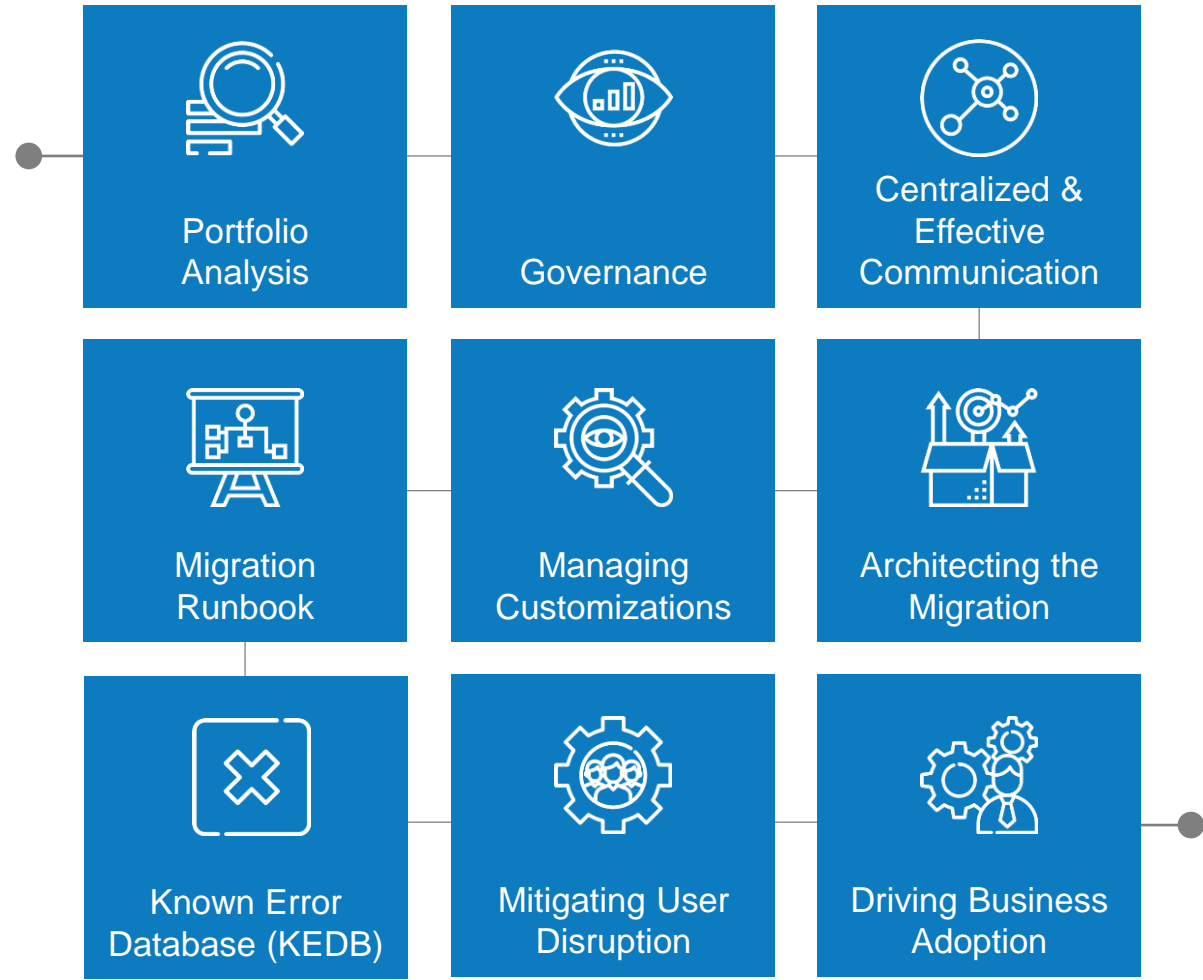 Portfolio
Analysis
Governance
Centralized &
Effective
Communication
Migration
Runbook
Managing
Customizations
Architecting the
Migration
Known Error
Database (KEDB)
Mitigating User
Disruption
Driving Business
Adoption